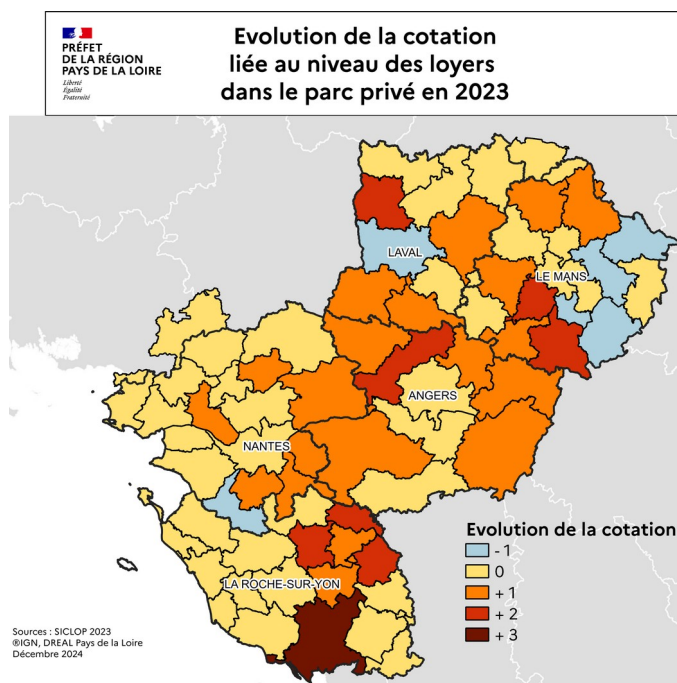 PRÉFET
DE LA RÉGION
PAYS DE LA LOIRE
Liberté
Égalité
Fraternité
Evolution de la cotation
liée au niveau des loyers
dans le parc privé en 2023
LAVAL
LE MANS
ANGERS
NANTES
LA ROCHE-SUR-YON
Evolution de la cotation
- 1
0
+ 1
+ 2
+ 3
Sources : SICLOP 2023
®IGN, DREAL Pays de la Loire
Décembre 2024